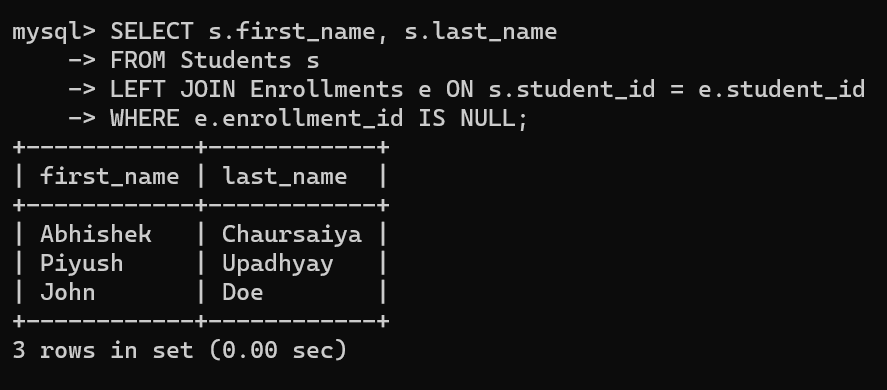 mysql> SELECT s.first_name, s.last_name
    -> FROM Students s
    -> LEFT JOIN Enrollments e ON s.student_id = e.student_id
    -> WHERE e.enrollment_id IS NULL;
+------------+------------+
| first_name | last_name  |
+------------+------------+
| Abhishek   | Chaursaiya |
| Piyush     | Upadhyay   |
| John       | Doe        |
+------------+------------+
3 rows in set (0.00 sec)